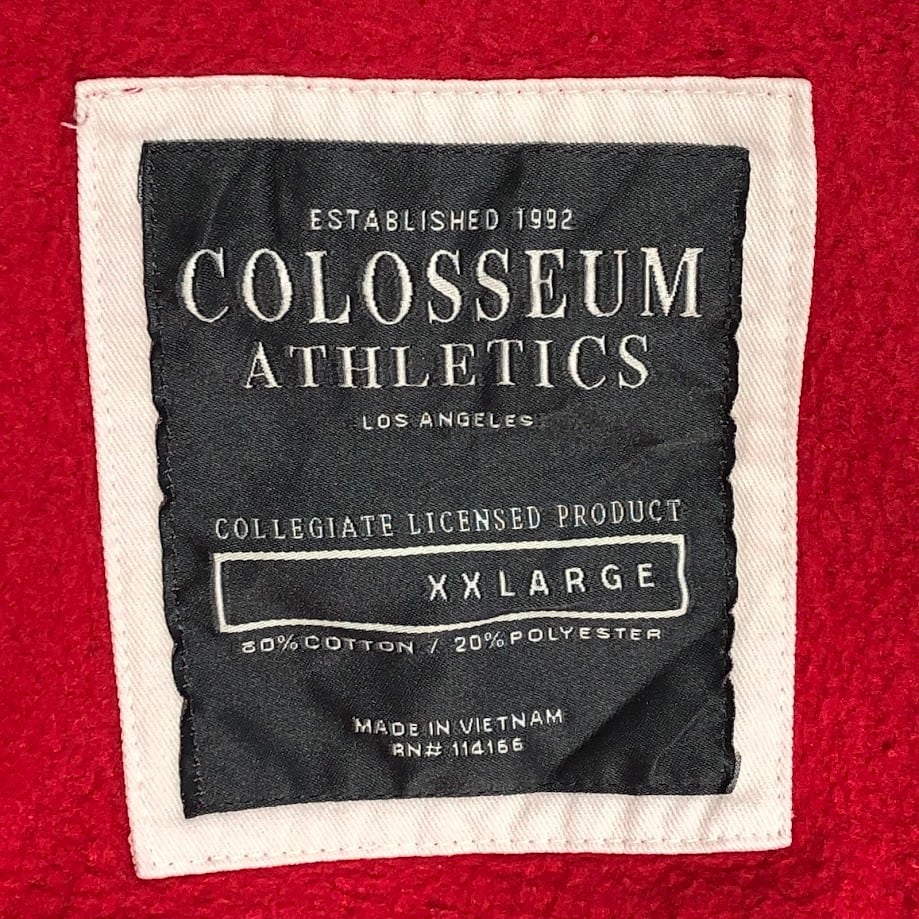 ESTABLISHED 1992
COLOSSEUM
ATHLETICS
LOS ANGELES
COLLEGIATE LICENSED PRODUCT
XXLARGE
80% COTTON / 20% POLYESTER
MADE IN VIETNAM
RN# 114166